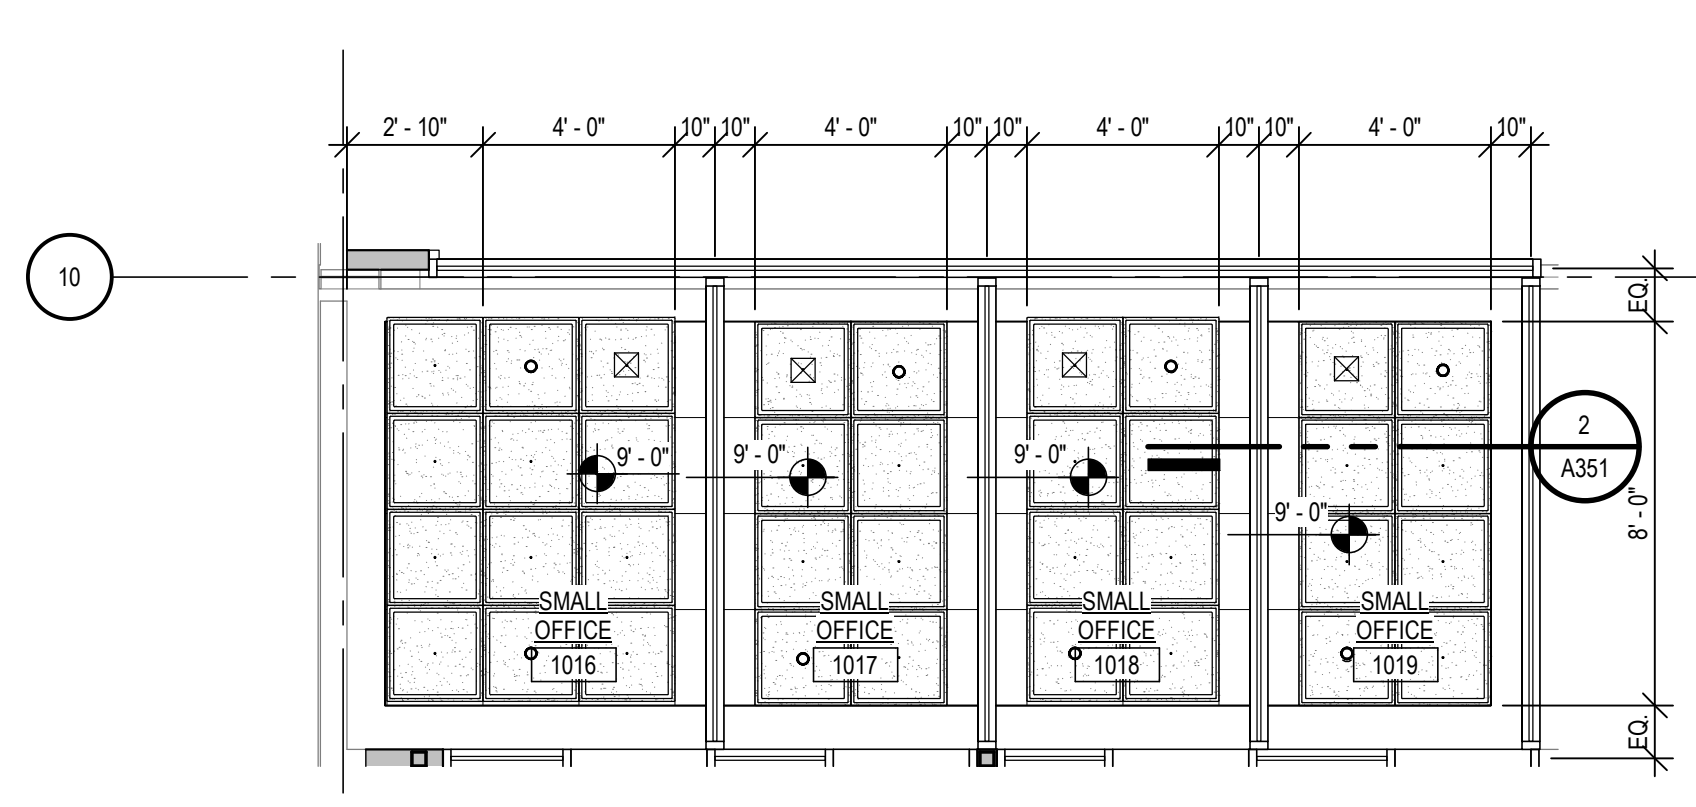 2' - 10" 4' - 0" 10" 10" 4' - 0" 10" 10" 4' - 0" 10" 10" 4' - 0" 10"
10
EQ.
2
A351
9' - 0" 9' - 0" 9' - 0"
9' - 0"
8' - 0"
SMALL
OFFICE
1016
SMALL
OFFICE
1017
SMALL
OFFICE
1018
SMALL
OFFICE
1019
EQ.